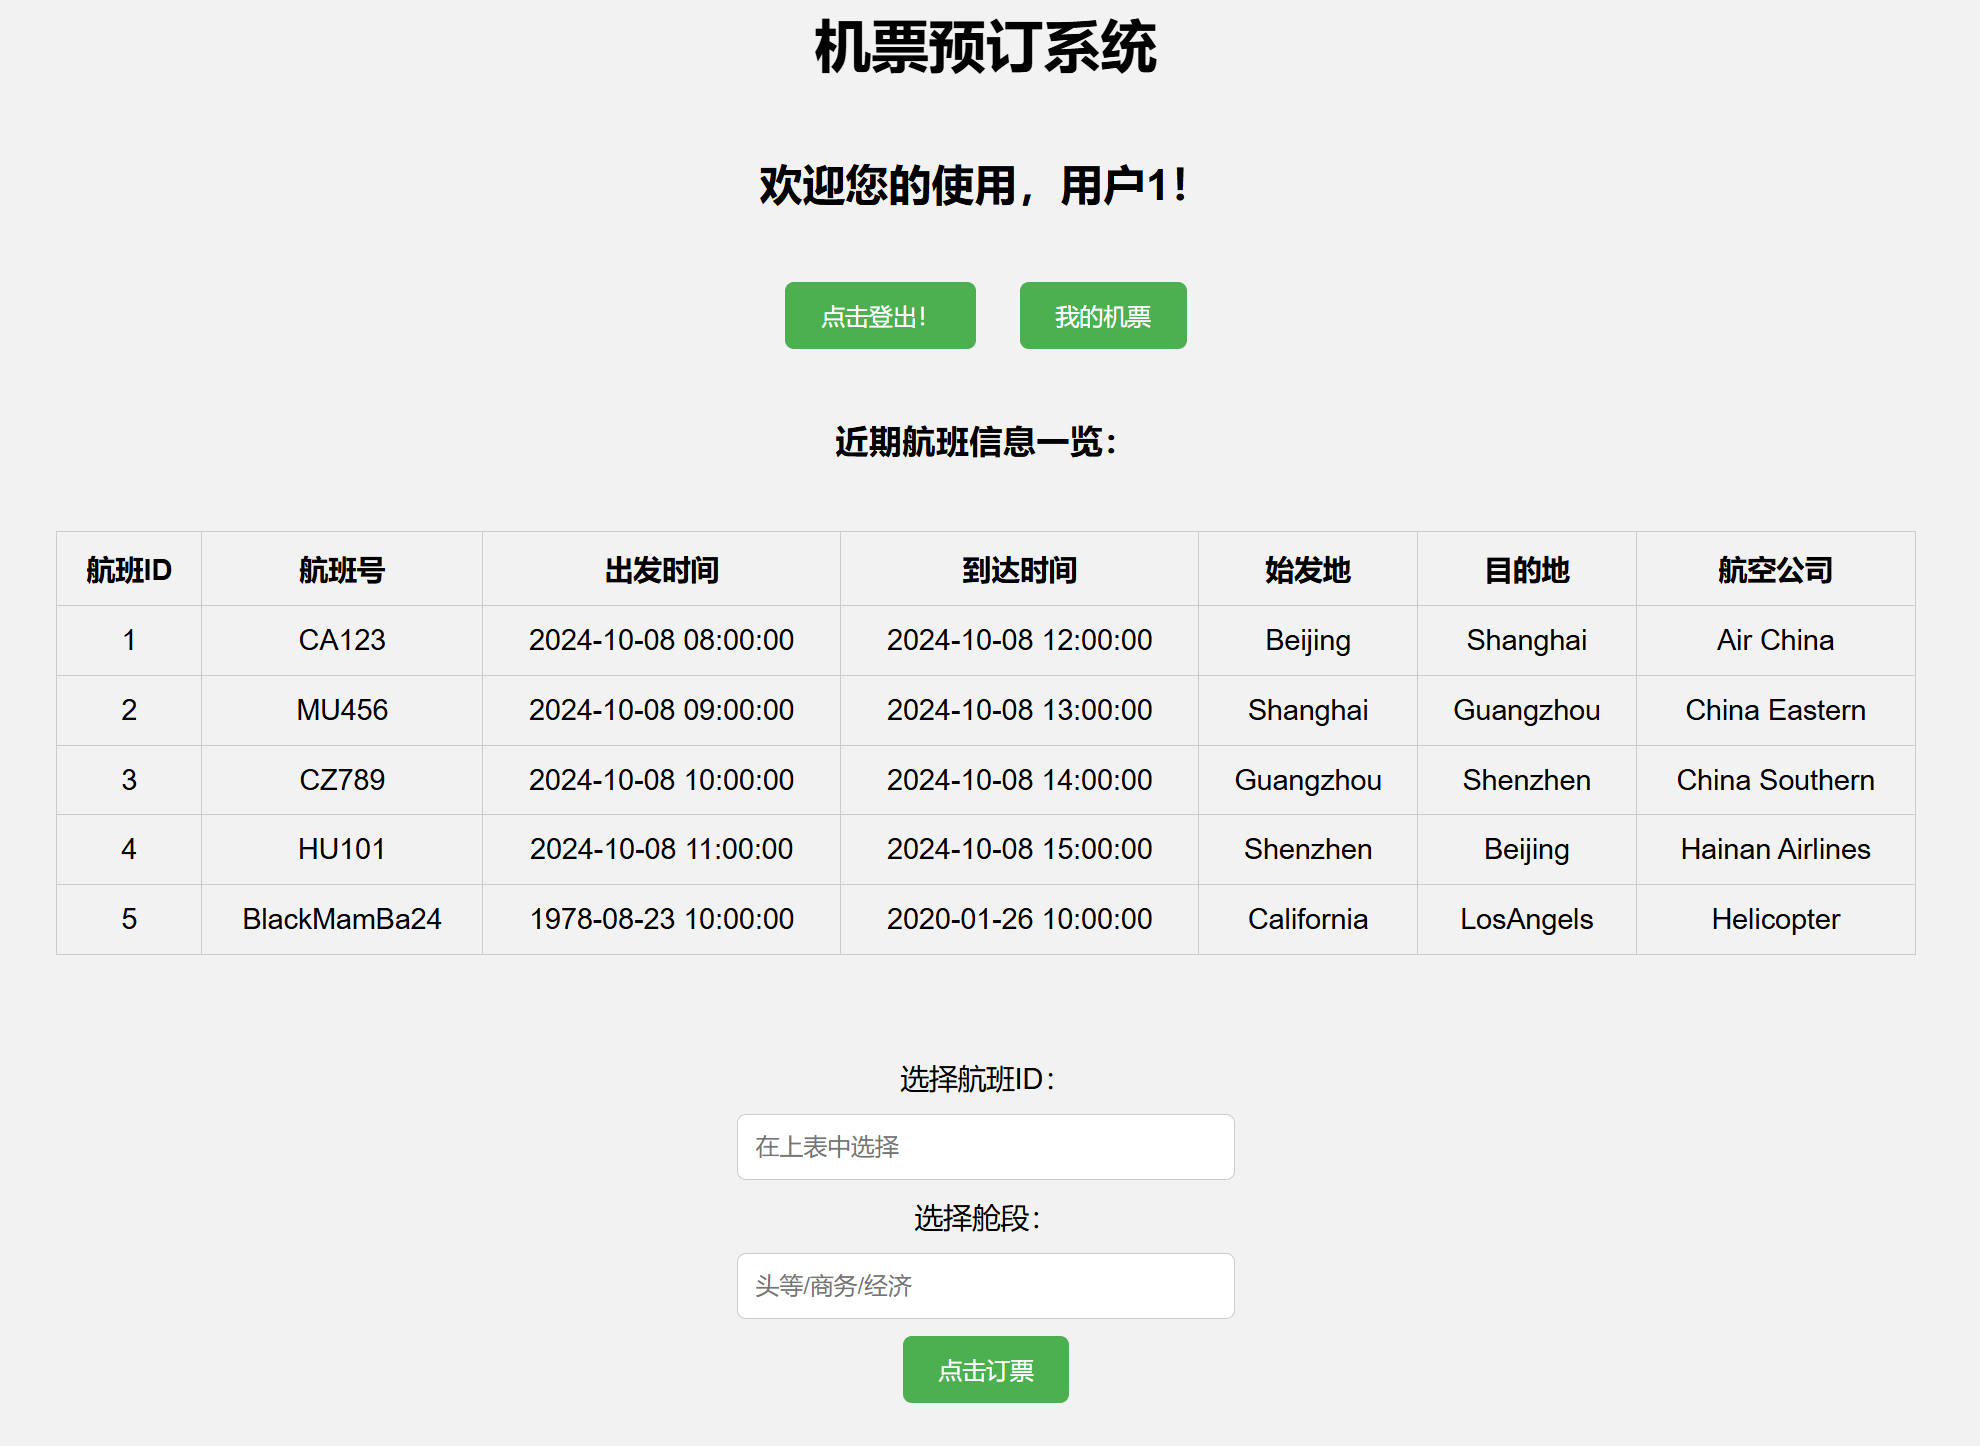 机票预订系统
欢迎您的使用，用户1！
点击登出！ 我的机票
近期航班信息一览：
航班ID 航班号 出发时间 到达时间 始发地 目的地 航空公司
1 CA123 2024-10-08 08:00:00 2024-10-08 12:00:00 Beijing Shanghai Air China
2 MU456 2024-10-08 09:00:00 2024-10-08 13:00:00 Shanghai Guangzhou China Eastern
3 CZ789 2024-10-08 10:00:00 2024-10-08 14:00:00 Guangzhou Shenzhen China Southern
4 HU101 2024-10-08 11:00:00 2024-10-08 15:00:00 Shenzhen Beijing Hainan Airlines
5 BlackMamBa24 1978-08-23 10:00:00 2020-01-26 10:00:00 California LosAngels Helicopter
选择航班ID：
在上表中选择
选择舱段：
头等/商务/经济
点击订票